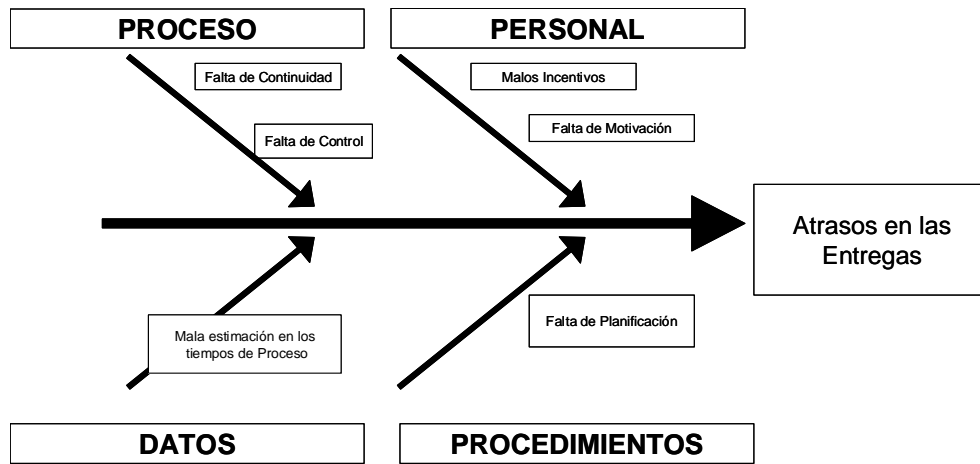 PROCESO
PERSONAL
Falta de Continuidad
Malos Incentivos
Falta de Control
Falta de Motivación
Atrasos en las
Entregas
Mala estimación en los
tiempos de Proceso
Falta de Planificación
DATOS
PROCEDIMIENTOS